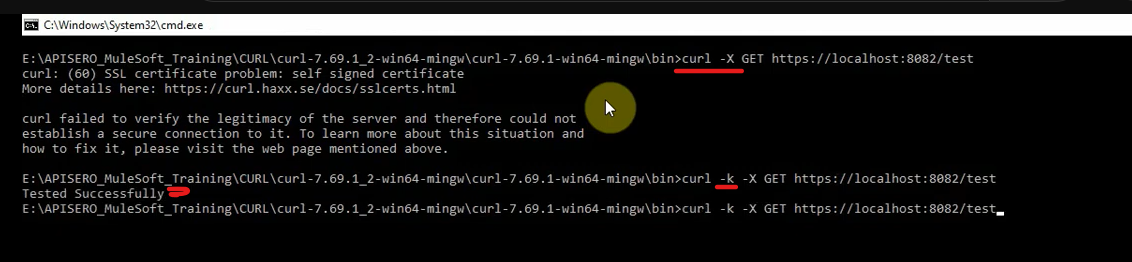 C:\Windows\System32\cmd.exe
E:\APISERO_MuleSoft_Training\CURL\curl-7.69.1_2-win64-mingw\curl-7.69.1-win64-mingw\bin>curl -X GET https://localhost:8082/test
curl: (60) SSL certificate problem: self signed certificate
More details here: https://curl.haxx.se/docs/sslcerts.html
curl failed to verify the legitimacy of the server and therefore could not
establish a secure connection to it. To learn more about this situation and
how to fix it, please visit the web page mentioned above.
E:\APISERO_MuleSoft_Training\CURL\curl-7.69.1_2-win64-mingw\curl-7.69.1-win64-mingw\bin>curl -k -X GET https://localhost:8082/test
Tested Successfully
E:\APISERO_MuleSoft_Training\CURL\curl-7.69.1_2-win64-mingw\curl-7.69.1-win64-mingw\bin>curl -k -X GET https://localhost:8082/test